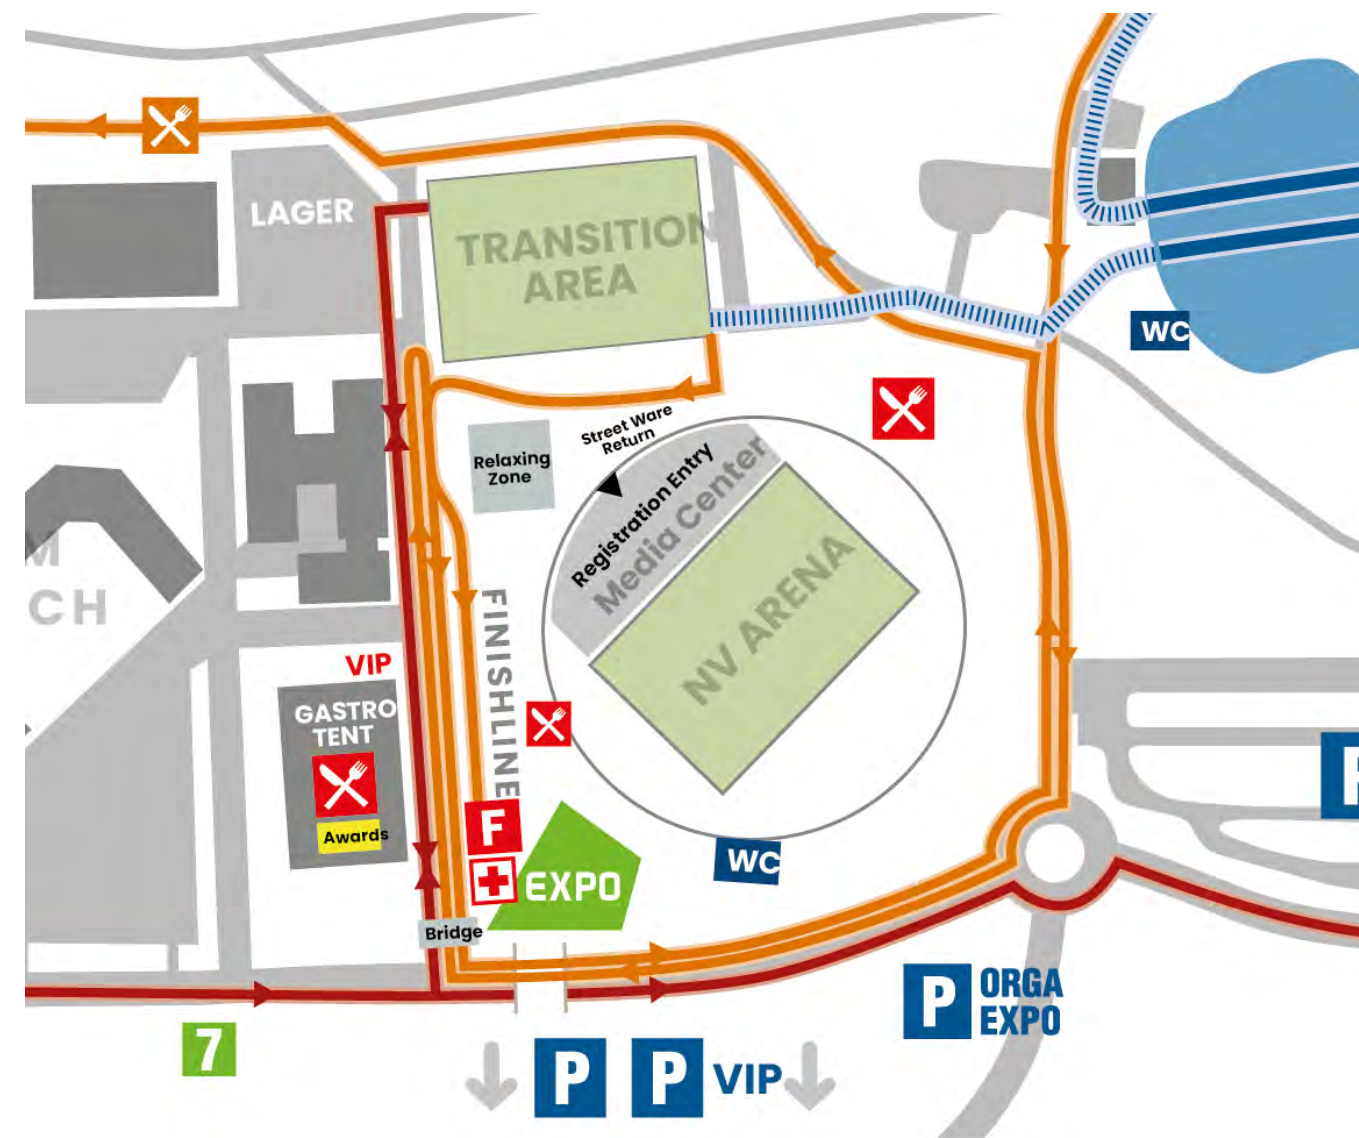 LAGER
TRANSITION
AREA
WC
Street Ware
Return
Relaxing
Zone
Registration Entry
Media Center
NV ARENA
M
CH
FINISHLINE
VIP
GASTRO
TENT
Awards
F
EXPO
WC
Bridge
P
P
ORGA
EXPO
7
P
P
VIP